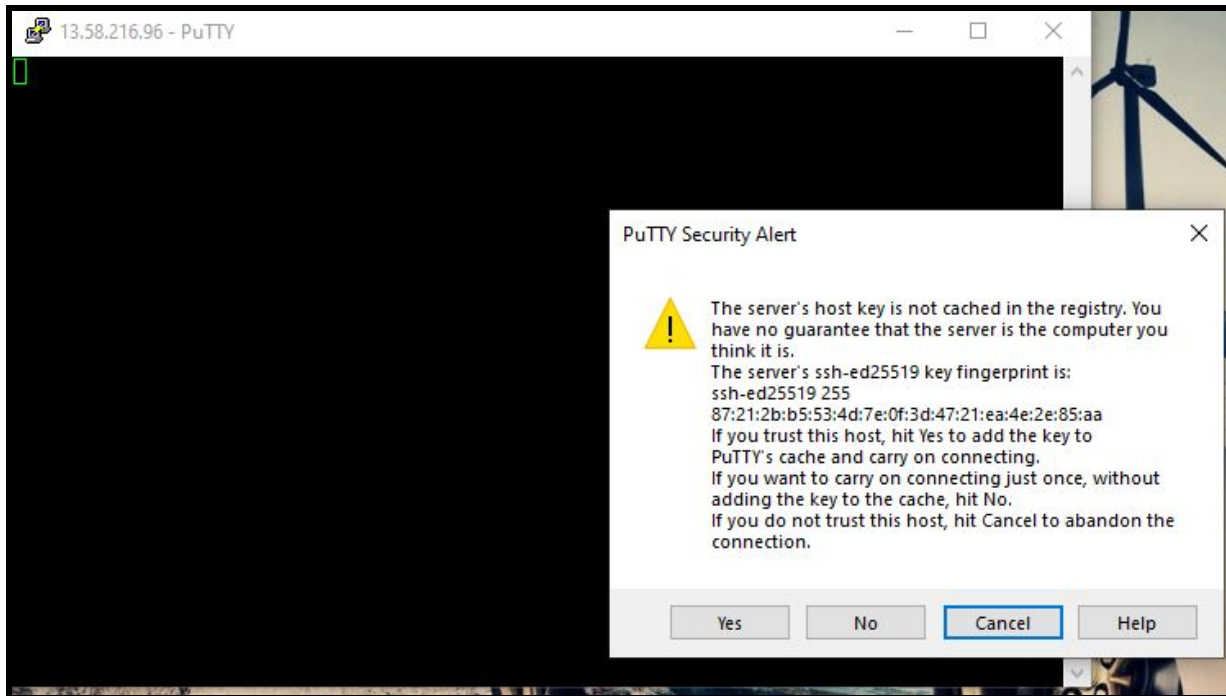 13.58.216.96 - PuTTY
PuTTY Security Alert
The server's host key is not cached in the registry. You
have no guarantee that the server is the computer you
think it is.
The server's ssh-ed25519 key fingerprint is:
ssh-ed25519 255
87:21:2b:b5:53:4d:7e:0f:3d:47:21:ea:4e:2e:85:aa
If you trust this host, hit Yes to add the key to
PuTTY's cache and carry on connecting.
If you want to carry on connecting just once, without
adding the key to the cache, hit No.
If you do not trust this host, hit Cancel to abandon the
connection.
Yes No Cancel Help